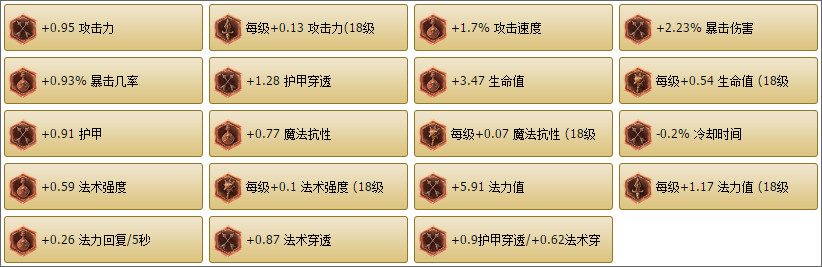 +0.95 攻击力
每级+0.13 攻击力(18级
+1.7% 攻击速度
+2.23% 暴击伤害
+0.93% 暴击几率
+1.28 护甲穿透
+3.47 生命值
每级+0.54 生命值 (18级
+0.91 护甲
+0.77 魔法抗性
每级+0.07 魔法抗性 (18级
-0.2% 冷却时间
+0.59 法术强度
每级+0.1 法术强度 (18级
+5.91 法力值
每级+1.17 法力值 (18级
+0.26 法力回复/5秒
+0.87 法术穿透
+0.9护甲穿透/+0.62法术穿